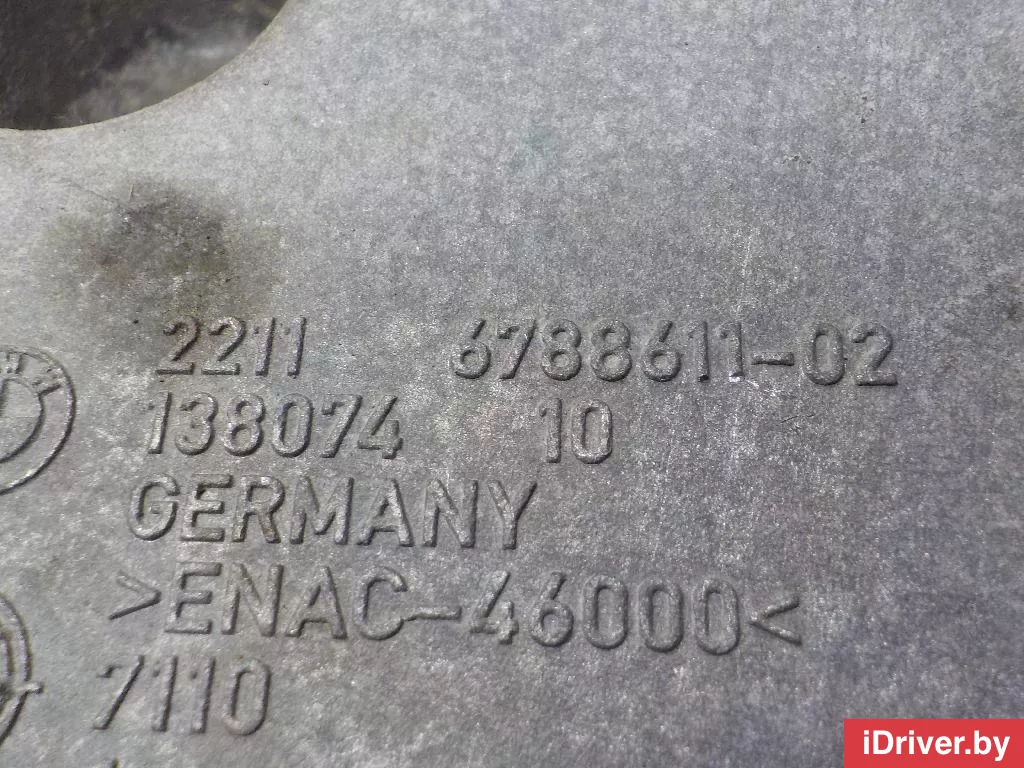 2211 6788611-02
138074 10
GERMANY
>ENAC-46000<
7110
iDriver.by